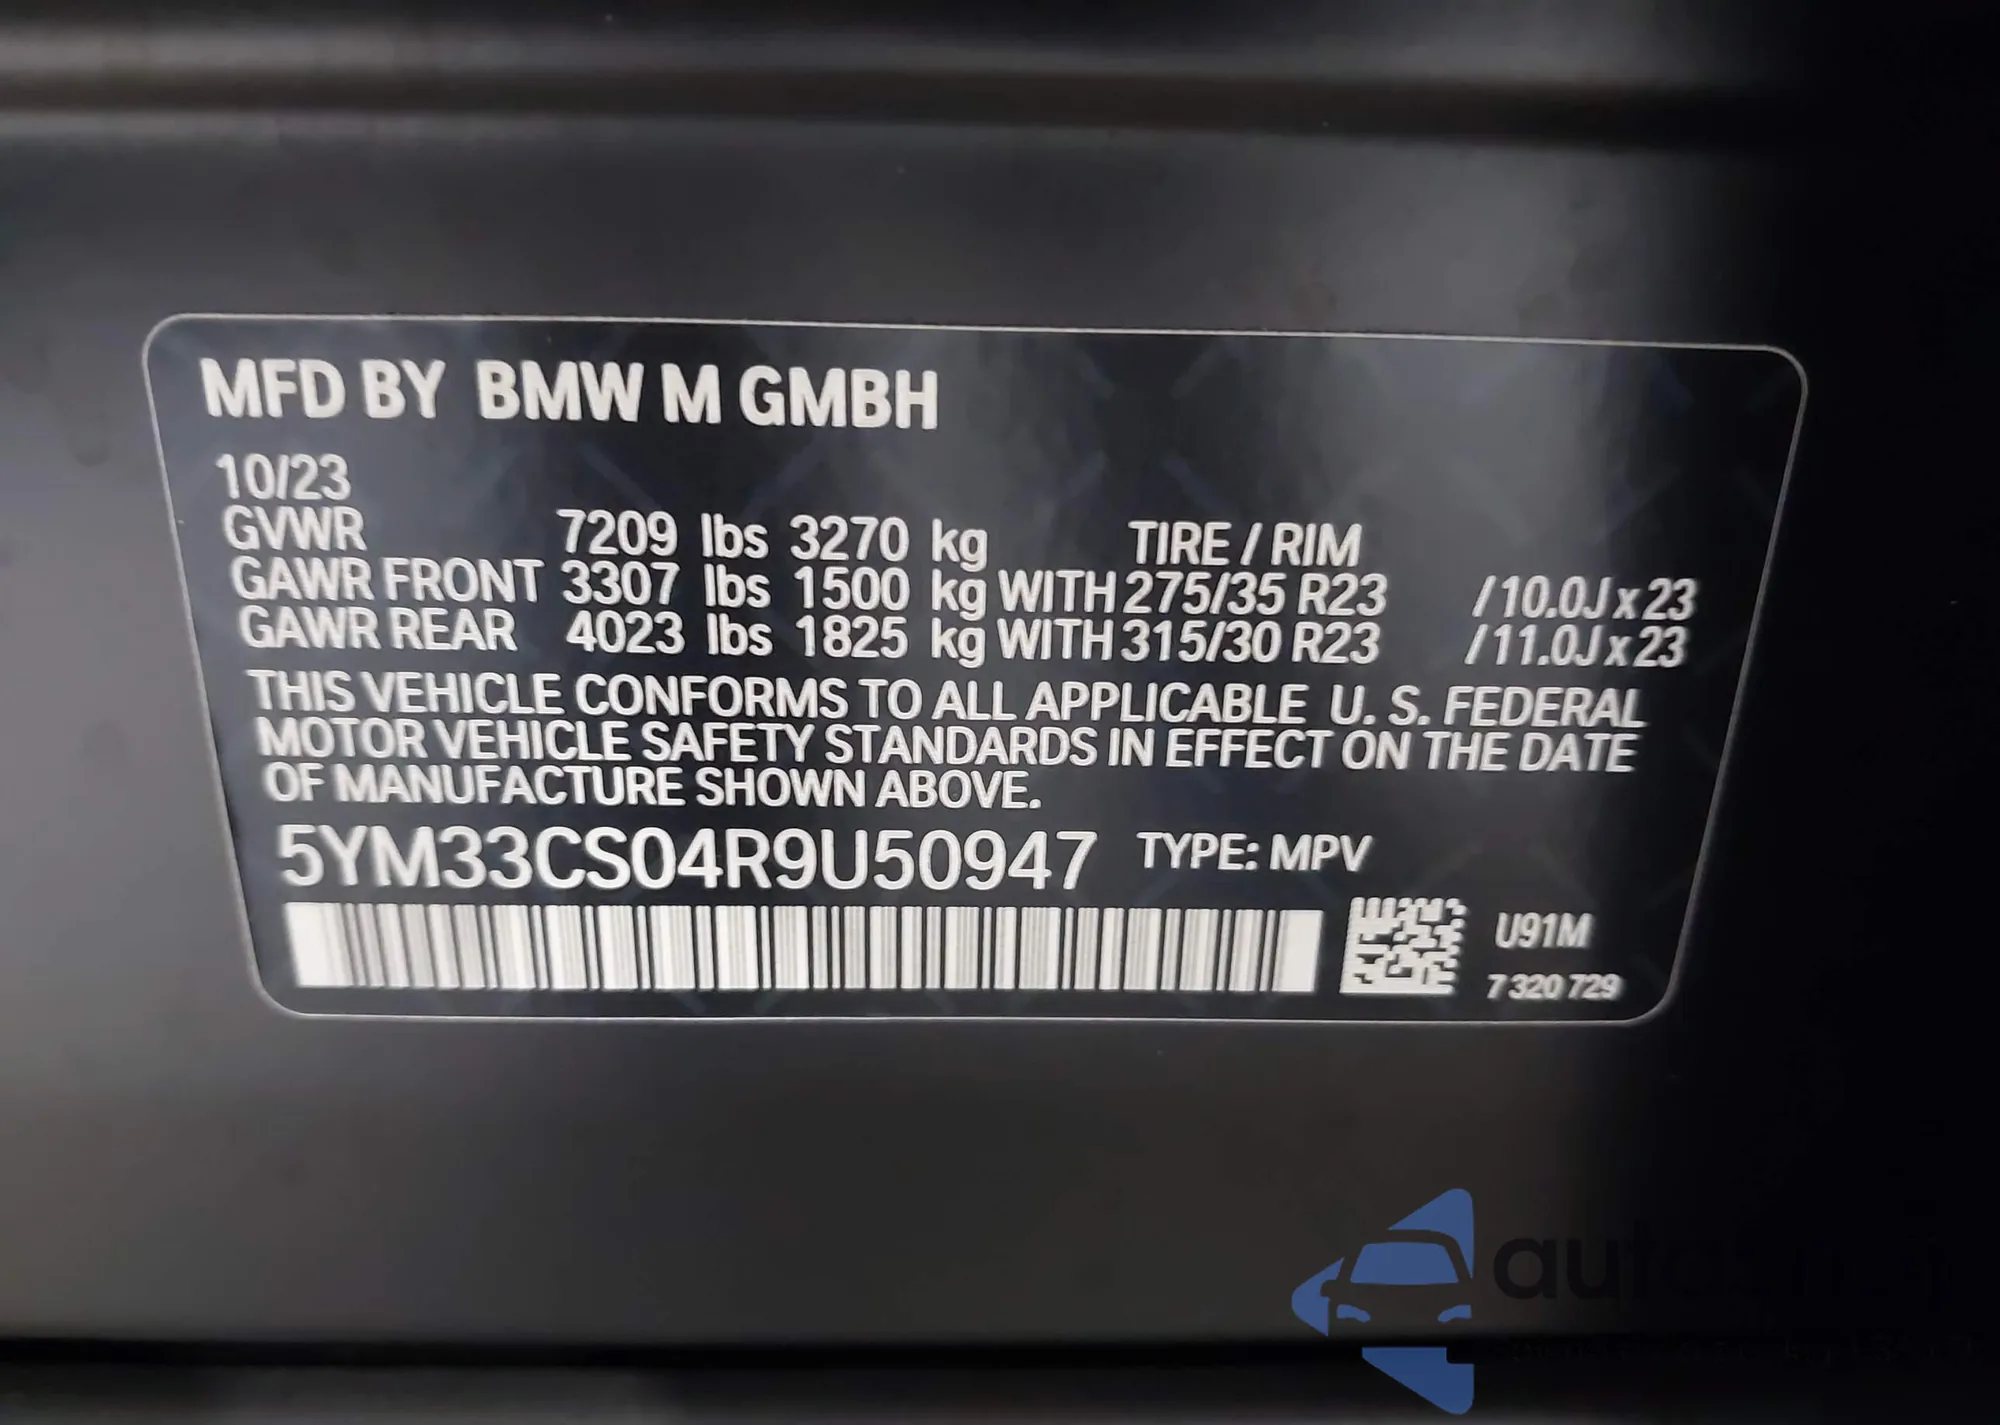 MFD BY BMW M GMBH
10/23
GVWR 7209 lbs 3270 kg TIRE / RIM
GAWR FRONT 3307 lbs 1500 kg WITH 275/35 R23 / 10.0J x 23
GAWR REAR 4023 lbs 1825 kg WITH 315/30 R23 / 11.0J x 23
THIS VEHICLE CONFORMS TO ALL APPLICABLE U. S. FEDERAL
MOTOR VEHICLE SAFETY STANDARDS IN EFFECT ON THE DATE
OF MANUFACTURE SHOWN ABOVE.
5YM33CS04R9U50947 TYPE: MPV
U91M
7 320 729